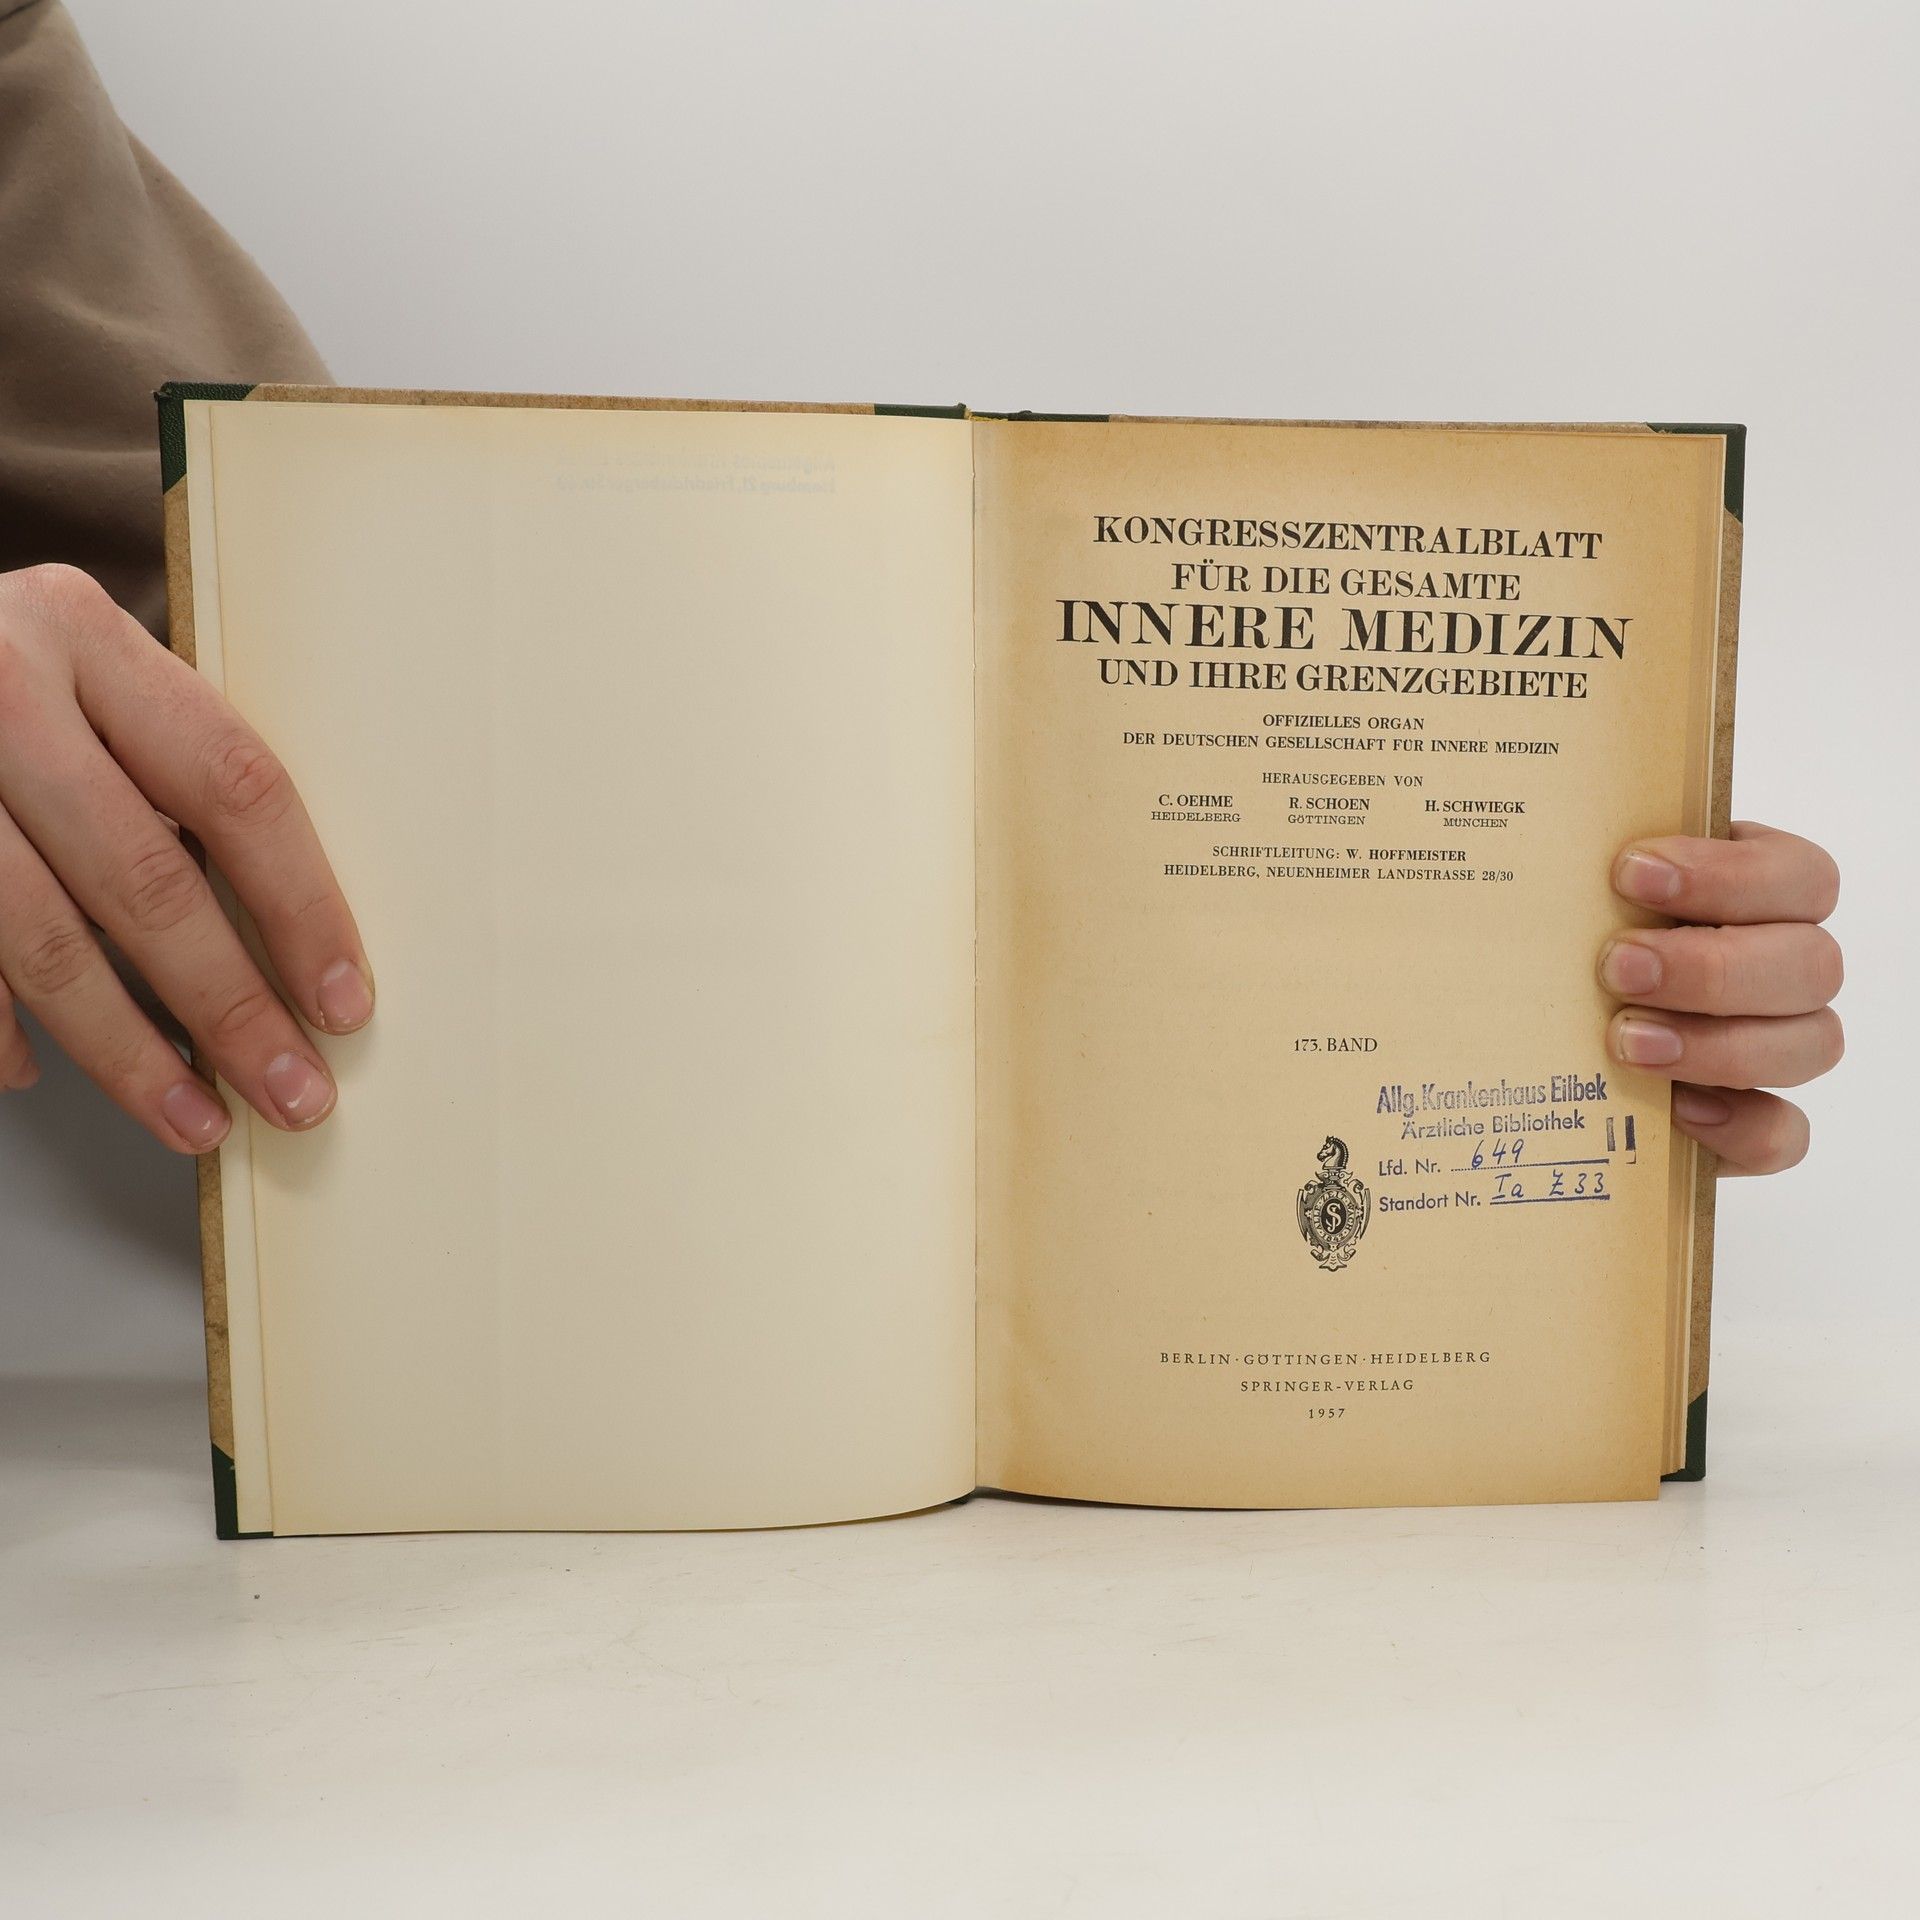 KONGRESSZENTRALBLATT
FÜR DIE GESAMTE
INNERE MEDIZIN
UND IHRE GRENZGEBIETE
OFFIZIELLES ORGAN
DER DEUTSCHEN GESELLSCHAFT FÜR INNERE MEDIZIN
HERAUSGEGEBEN VON
C. OEHME R. SCHOEN H. SCHWIEGK
HEIDELBERG GÖTTINGEN MÜNCHEN
SCHRIFTLEITUNG: W. HOFFMEISTER
HEIDELBERG, NEUENHEIMER LANDSTRASSE 28/30
173. BAND
Allg. Krankenhaus Eilbek
Ärztliche Bibliothek
Lfd. Nr. 649
Standort Nr. Ia Z 33
BERLIN · GÖTTINGEN · HEIDELBERG
SPRINGER-VERLAG
1957